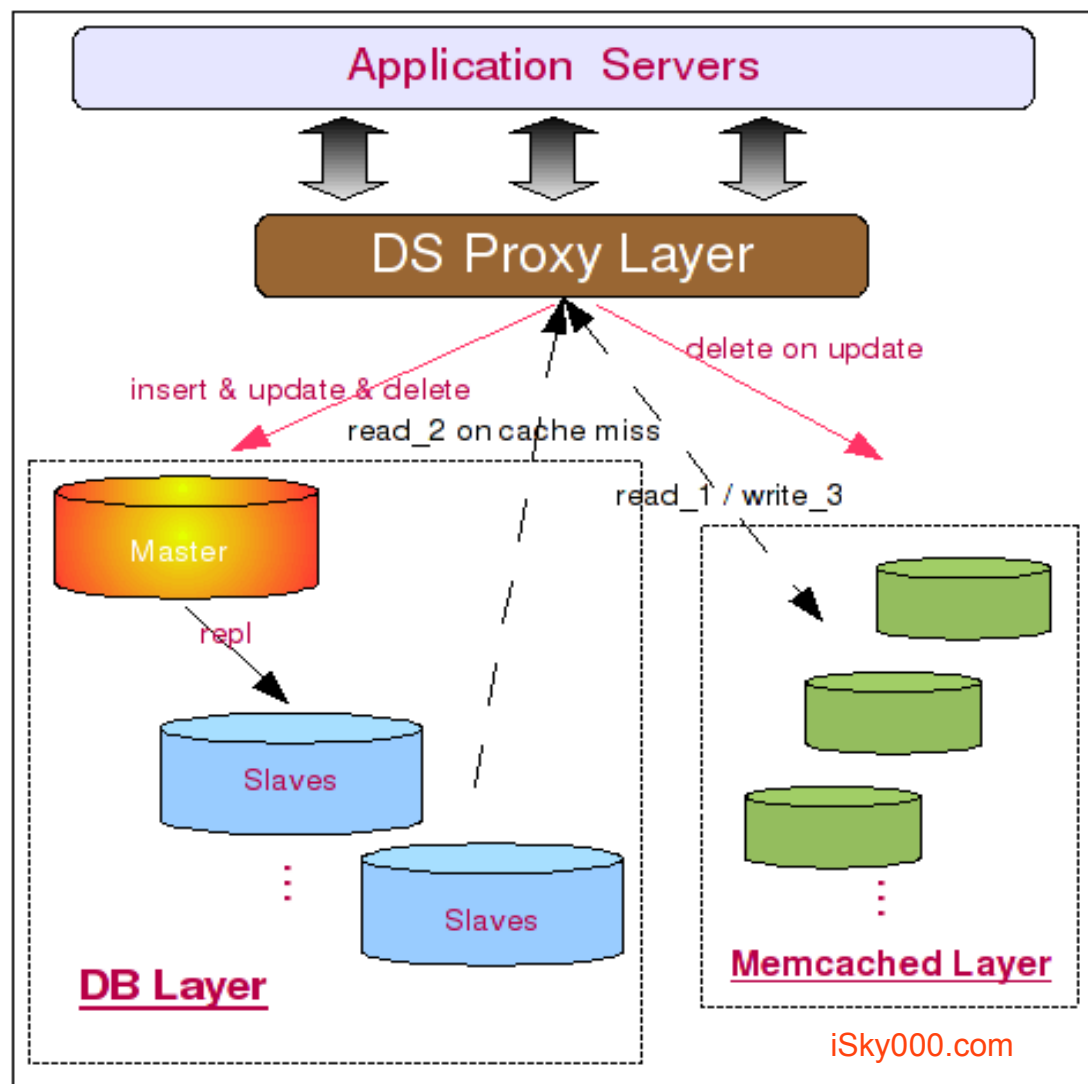 Application Servers
DS Proxy Layer
delete on update
insert & update & delete
read_2 on cache miss
read_1 / write_3
Master
repl
Slaves
Slaves
DB Layer
Memcached Layer
iSky000.com